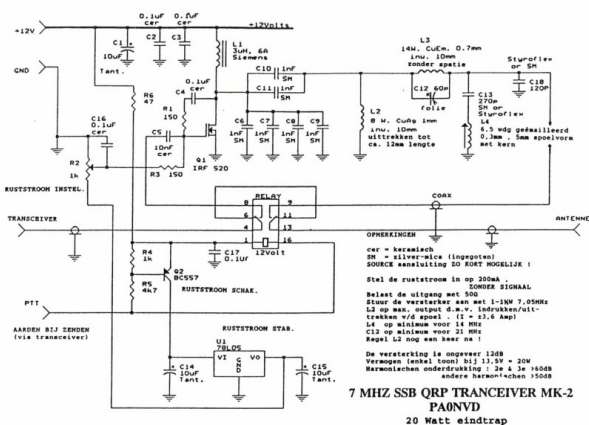 +12V
GND
0.1uF
cer
C2
0.1uF
cer
C3
+12Volts
C1
10uF
Tant.
L1
3uH, 6A
Siemens
R6
47
0.1uF
cer
C4
R1
150
C16
0.1uF
cer
C5
10nF
cer
Q1
IRF 520
R2
1k
R3 150
RUSTSTROOM INSTEL.
C10 1nF
SM
C11 1nF
SM
C6
1nF
SM
C7
1nF
SM
C8
1nF
SM
C9
1nF
SM
L2
8 W. CuAg 1mm
inw. 10mm
uittrekken tot
ca. 12mm lengte
L3
14W. CuEm. 0.7mm
inw. 10mm
zonder spatie
C12 60p
folie
C13
270p
SM or
Styroflex
L4
6,5 wdg geëmailleerd
0,3mm, 5mm spoelvorm
met kern
Styroflex
or SM
C18
120P
TRANSCEIVER
RELAY
8 9
6 11
4 13
1 16
12Volt
COAX
ANTENNE
R4
1k
Q2
BC557
R5
4k7
C17
0.1uF
RUSTSTROOM SCHAK.
PTT
AARDEN BIJ ZENDEN
(via transceiver)
RUSTSTROOM STAB.
U1
78L05
VI VO
GND
C14
10uF
Tant.
C15
10uF
Tant.
OPMERKINGEN
cer = keramisch
SM = zilver-mica (ingegoten)
SOURCE aansluiting ZO KORT MOGELIJK !
Stel de ruststroom in op 200mA ,
ZONDER SIGNAAL
Belast de uitgang met 50Ω
Stuur de versterker aan met 1-1½W 7,05MHz
L2 op max. output d.m.v. indrukken/uit-
trekken v/d spoel . (I = ±3,6 Amp)
L4 op minimum voor 14 MHz
C12 op minimum voor 21 MHz
Regel L2 nog een keer na !
De versterking is ongeveer 12dB
Vermogen (enkel toon) bij 13,5V = 20W
Harmonischen onderdrukking : 2e & 3e >60dB
andere harmonischen >50dB
7 MHZ SSB QRP TRANCEIVER MK-2
PA0NVD
20 Watt eindtrap